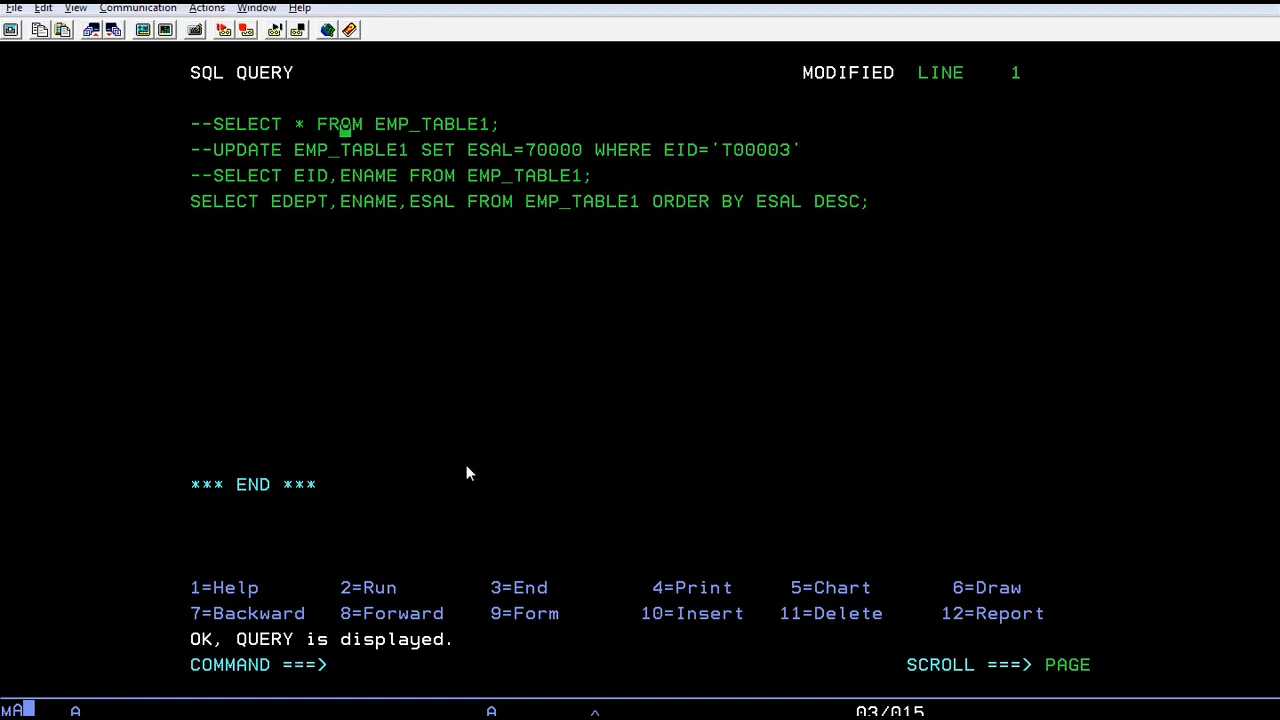 File Edit View Communication Actions Window Help
SQL QUERY MODIFIED LINE 1
--SELECT * FROM EMP_TABLE1;
--UPDATE EMP_TABLE1 SET ESAL=70000 WHERE EID='T00003'
--SELECT EID,ENAME FROM EMP_TABLE1;
SELECT EDEPT,ENAME,ESAL FROM EMP_TABLE1 ORDER BY ESAL DESC;
*** END ***
1=Help 2=Run 3=End 4=Print 5=Chart 6=Draw
7=Backward 8=Forward 9=Form 10=Insert 11=Delete 12=Report
OK, QUERY is displayed.
COMMAND ===> SCROLL ===> PAGE
MA A A ^ 03/015